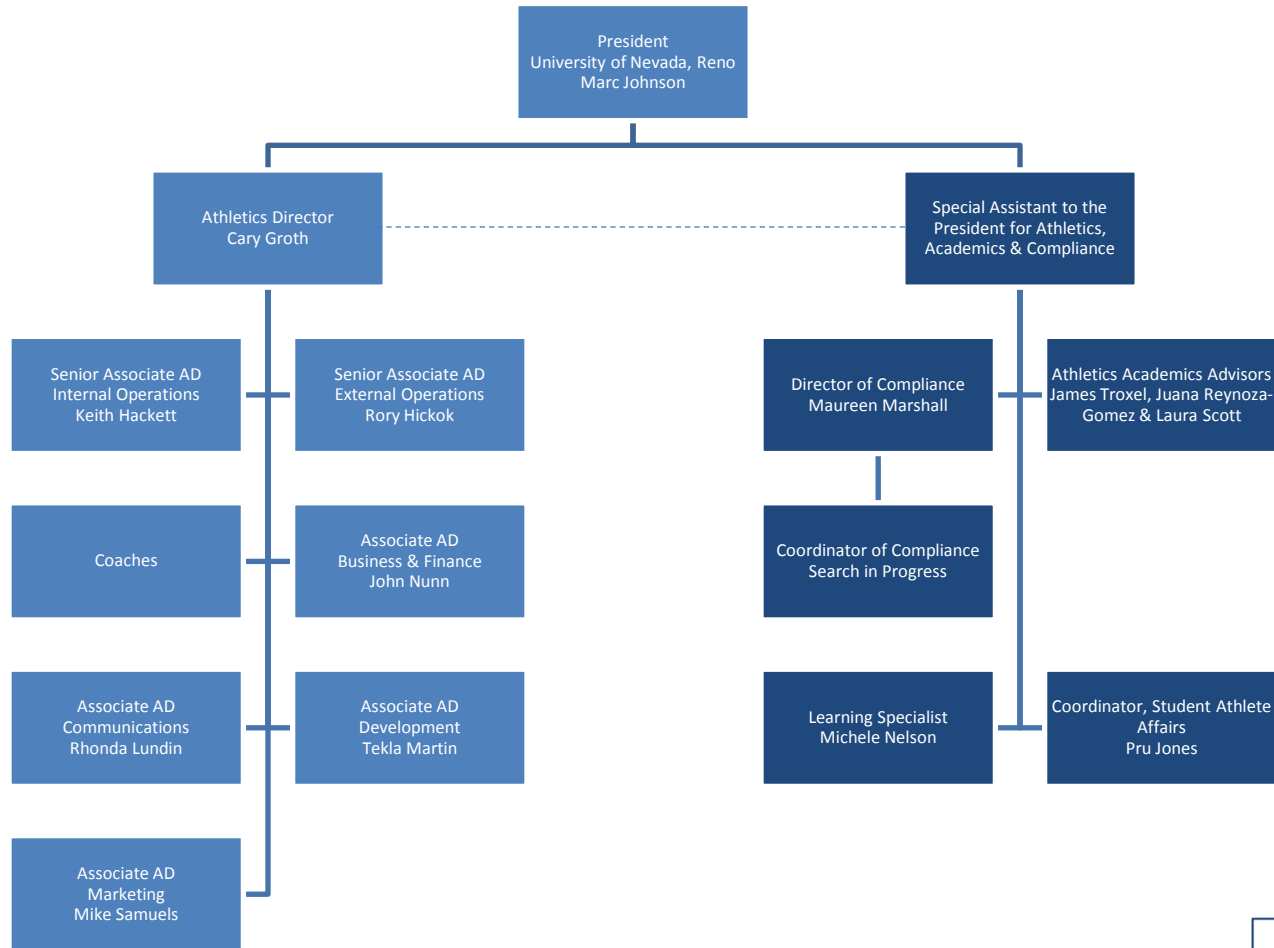 President
University of Nevada, Reno
Marc Johnson
Athletics Director
Cary Groth
Special Assistant to the
President for Athletics,
Academics & Compliance
Senior Associate AD
Internal Operations
Keith Hackett
Senior Associate AD
External Operations
Rory Hickok
Director of Compliance
Maureen Marshall
Athletics Academics Advisors
James Troxel, Juana Reynoza-
Gomez & Laura Scott
Coaches
Associate AD
Business & Finance
John Nunn
Coordinator of Compliance
Search in Progress
Associate AD
Communications
Rhonda Lundin
Associate AD
Development
Tekla Martin
Learning Specialist
Michele Nelson
Coordinator, Student Athlete
Affairs
Pru Jones
Associate AD
Marketing
Mike Samuels